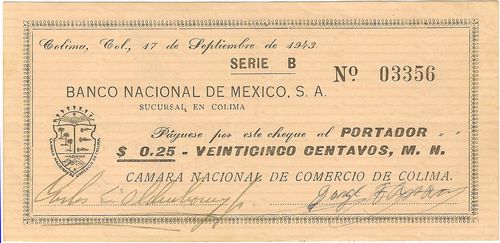 Colima, Col., 17 de Septiembre de 1943.
SERIE B
Nº 03356
BANCO NACIONAL DE MEXICO, S. A.
SUCURSAL EN COLIMA
Páguese por este cheque al PORTADOR " "
$ 0.25 - VEINTICINCO CENTAVOS, M. N.
CAMARA NACIONAL DE COMERCIO DE COLIMA.